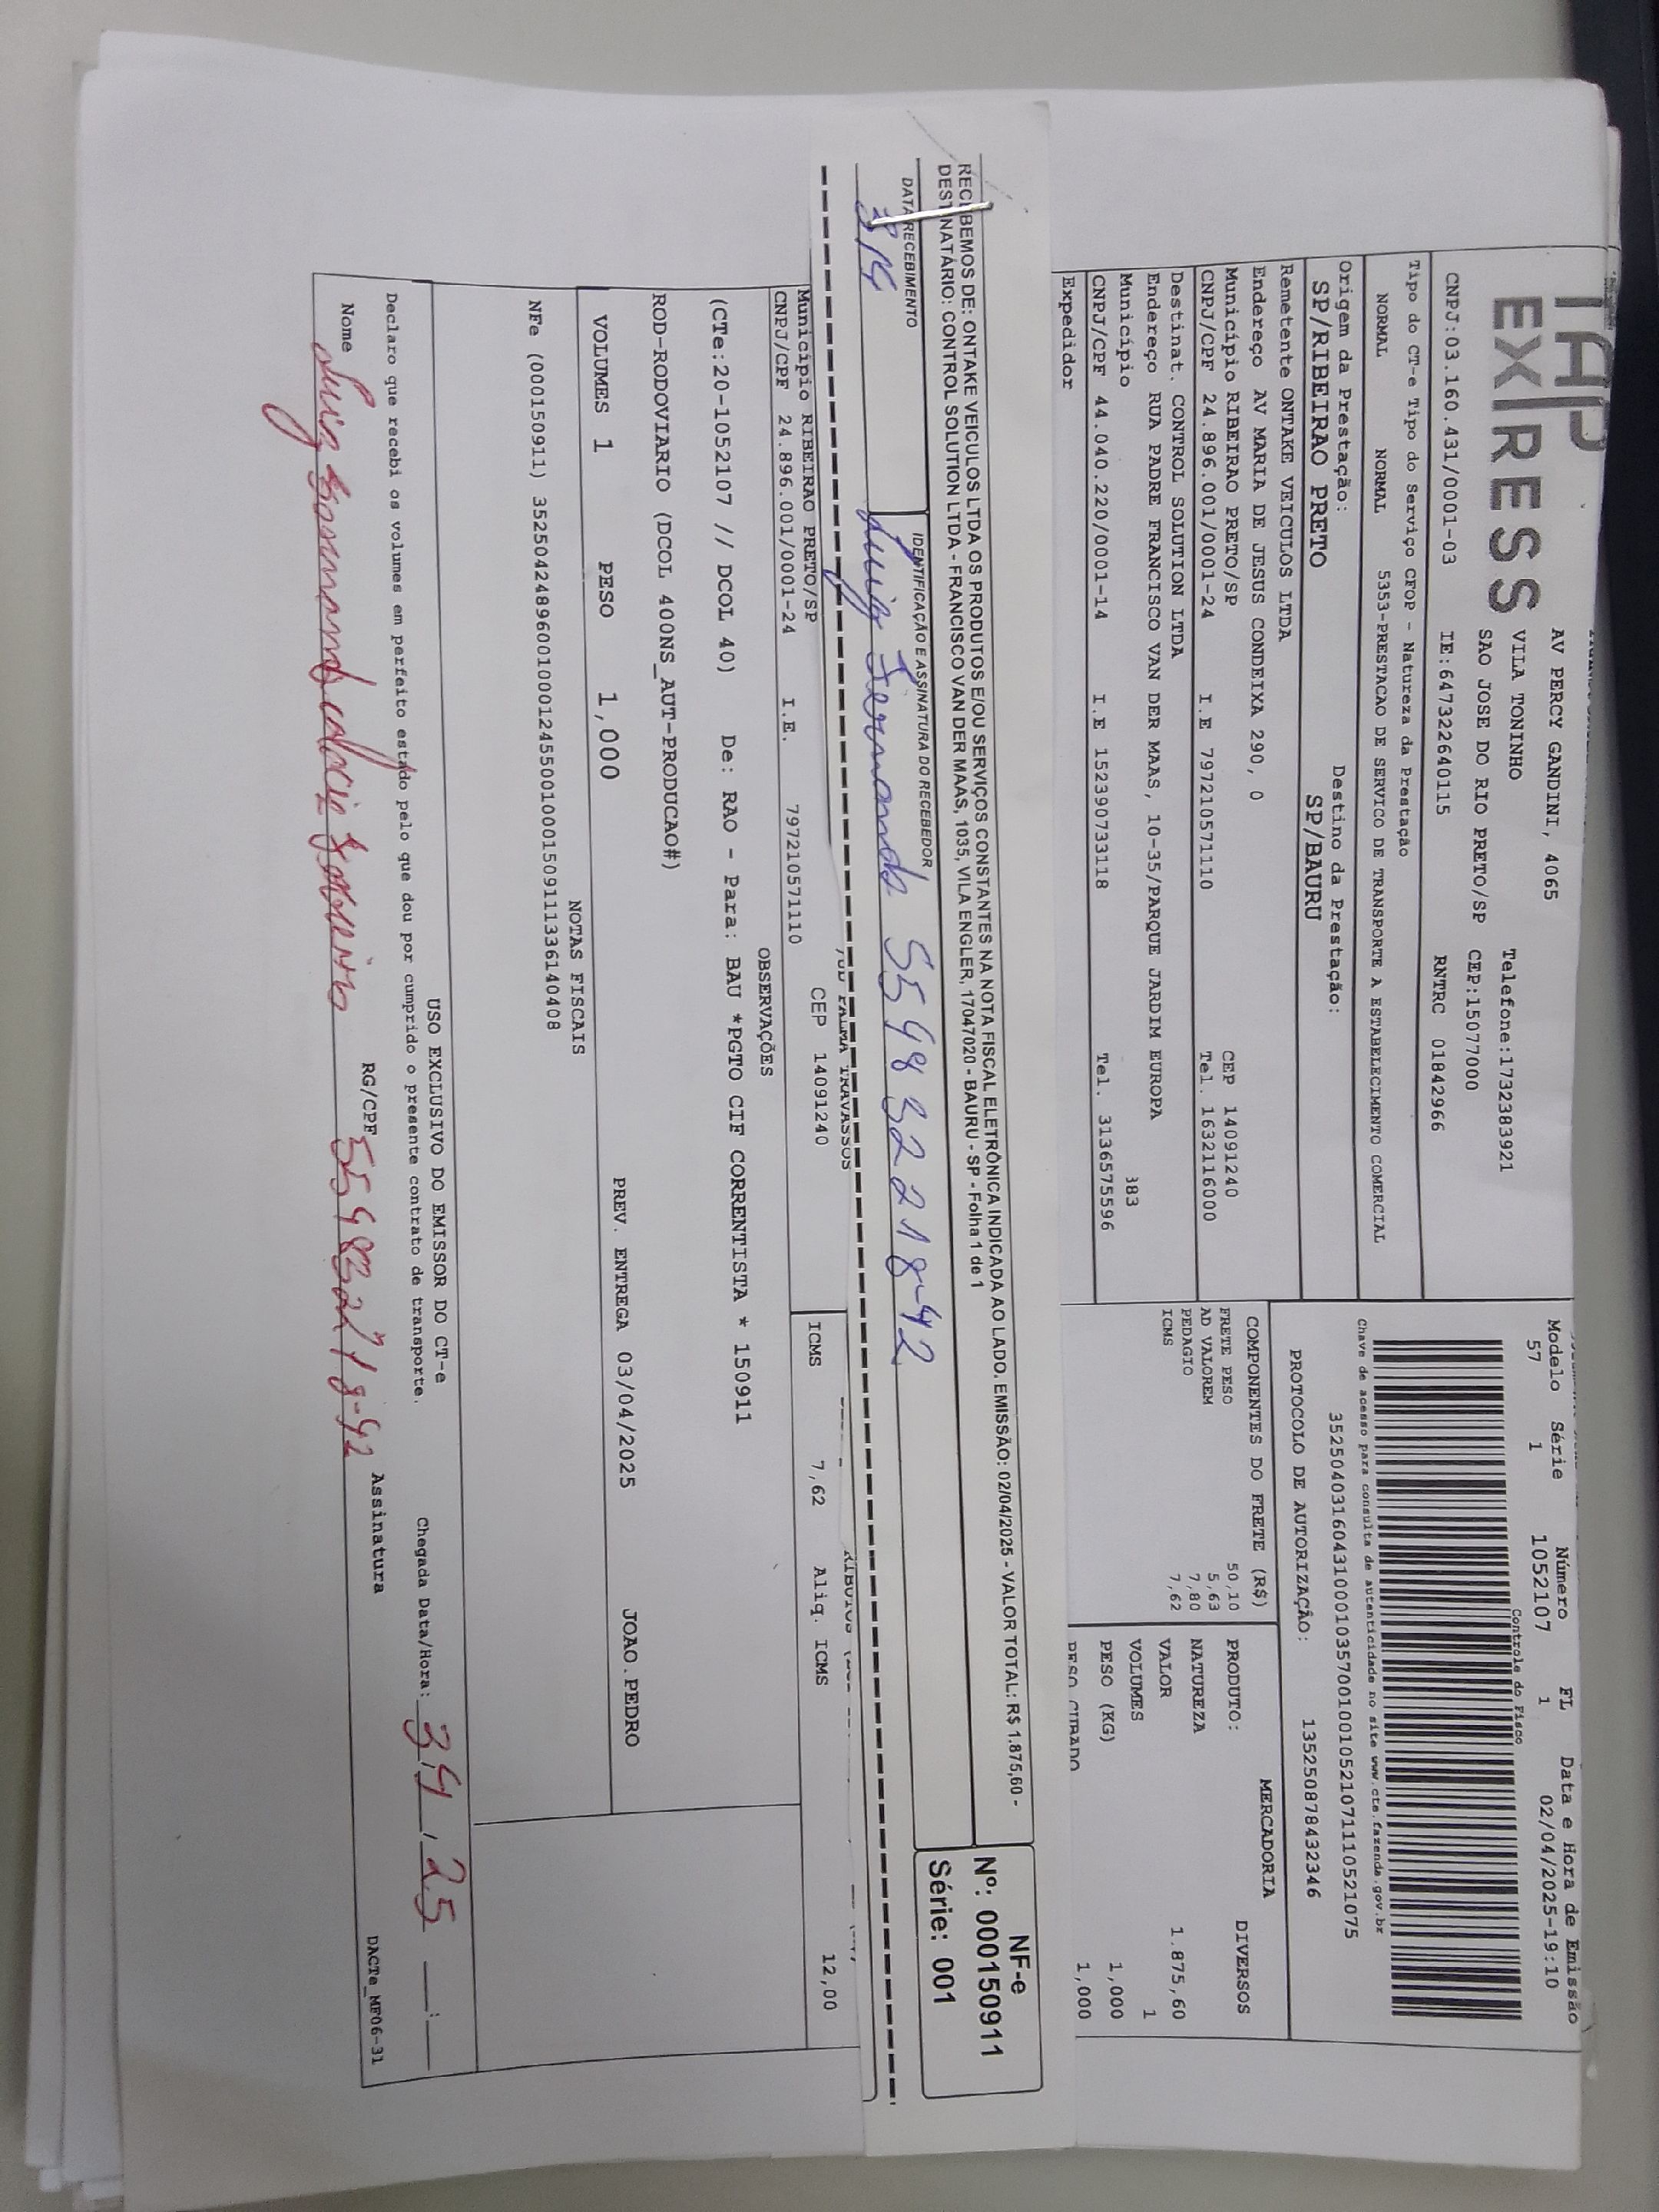 TAP
EXPRESS
AV PERCY GANDINI, 4065
VILA TONINHO Telefone:1732383921
SAO JOSE DO RIO PRETO/SP CEP:15077000
CNPJ:03.160.431/0001-03 IE:647322640115 RNTRC 01842966
Tipo do CT-e Tipo do Serviço CFOP - Natureza da Prestação
NORMAL NORMAL 5353-PRESTACAO DE SERVICO DE TRANSPORTE A ESTABELECIMENTO COMERCIAL
Origem da Prestação: Destino da Prestação:
SP/RIBEIRAO PRETO SP/BAURU
Remetente ONTAKE VEICULOS LTDA
Endereço AV MARIA DE JESUS CONDEIXA 290, 0
Município RIBEIRAO PRETO/SP CEP 14091240
CNPJ/CPF 24.896.001/0001-24 I.E 797210571110 Tel. 1632116000
Destinat. CONTROL SOLUTION LTDA
Endereço RUA PADRE FRANCISCO VAN DER MAAS, 10-35/PARQUE JARDIM EUROPA
Município 383
CNPJ/CPF 44.040.220/0001-14 I.E 152390733118 Tel. 3136575596
Expedidor
Modelo Série Número FL Data e Hora de Emissão
57 1 1052107 1 02/04/2025-19:10
Controle do Fisco
Chave de acesso para consulta de autenticidade no site www.cte.fazenda.gov.br
35250403160431000103570010010521071110521075
PROTOCOLO DE AUTORIZAÇÃO: 135250878432346
COMPONENTES DO FRETE (R$)
FRETE PESO 50,10
AD VALOREM 5,63
PEDAGIO 7,80
ICMS 7,62
MERCADORIA
PRODUTO: DIVERSOS
NATUREZA
VALOR 1.875,60
VOLUMES 1
PESO (KG) 1,000
PESO CUBADO 1,000
RECEBEMOS DE: ONTAKE VEICULOS LTDA OS PRODUTOS E/OU SERVIÇOS CONSTANTES NA NOTA FISCAL ELETRÔNICA INDICADA AO LADO. EMISSÃO: 02/04/2025 - VALOR TOTAL: R$ 1.875,60 -
DESTINATÁRIO: CONTROL SOLUTION LTDA - FRANCISCO VAN DER MAAS, 1035, VILA ENGLER, 17047020 - BAURU - SP - Folha 1 de 1
NF-e
Nº: 000150911
Série: 001
DATA RECEBIMENTO IDENTIFICAÇÃO E ASSINATURA DO RECEBEDOR
3/4 Luiz Fernando 559832218-42
Município RIBEIRAO PRETO/SP CEP 14091240
CNPJ/CPF 24.896.001/0001-24 I.E. 797210571110
ICMS 7,62 Aliq. ICMS 12,00
OBSERVAÇÕES
(CTe:20-1052107 // DCOL 40) De: RAO - Para: BAU *PGTO CIF CORRENTISTA * 150911
ROD-RODOVIARIO (DCOL 400NS_AUT-PRODUCAO#)
VOLUMES 1 PESO 1,000 PREV. ENTREGA 03/04/2025 JOAO.PEDRO
NOTAS FISCAIS
NFe (000150911) 35250424896001000124550010001509111336140408
USO EXCLUSIVO DO EMISSOR DO CT-e
Declaro que recebi os volumes em perfeito estado pelo que dou por cumprido o presente contrato de transporte. Chegada Data/Hora: 3/4/25 __:__
Nome Luiz RG/CPF Assinatura
DACTe_MF06-31